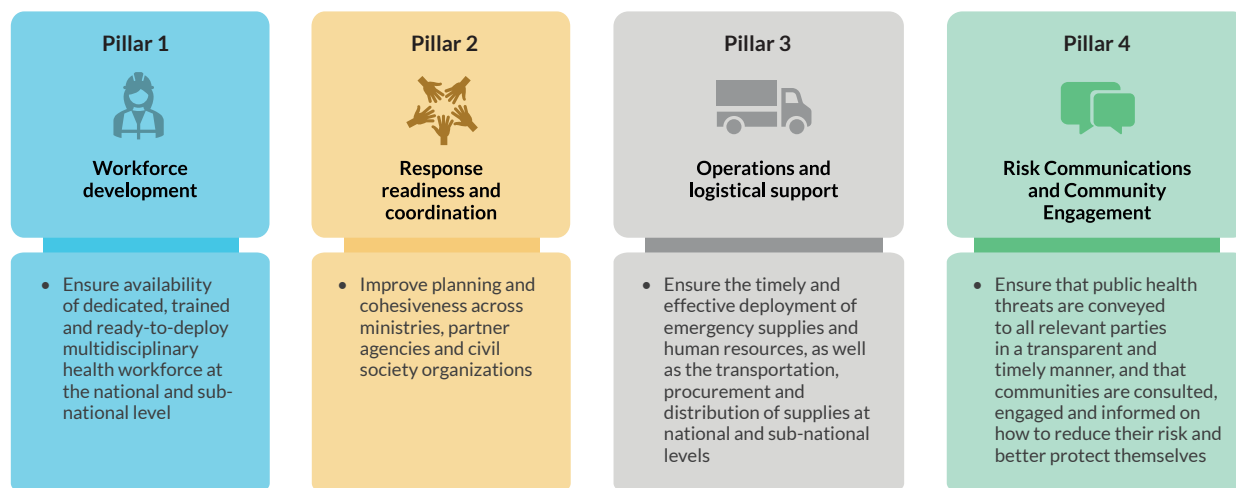 Pillar 1
Workforce
development
• Ensure availability
of dedicated, trained
and ready-to-deploy
multidisciplinary
health workforce at
the national and sub-
national level
Pillar 2
Response
readiness and
coordination
• Improve planning and
cohesiveness across
ministries, partner
agencies and civil
society organizations
Pillar 3
Operations and
logistical support
• Ensure the timely and
effective deployment of
emergency supplies and
human resources, as well
as the transportation,
procurement and
distribution of supplies at
national and sub-national
levels
Pillar 4
Risk Communications
and Community
Engagement
• Ensure that public health
threats are conveyed
to all relevant parties
in a transparent and
timely manner, and that
communities are consulted,
engaged and informed on
how to reduce their risk and
better protect themselves